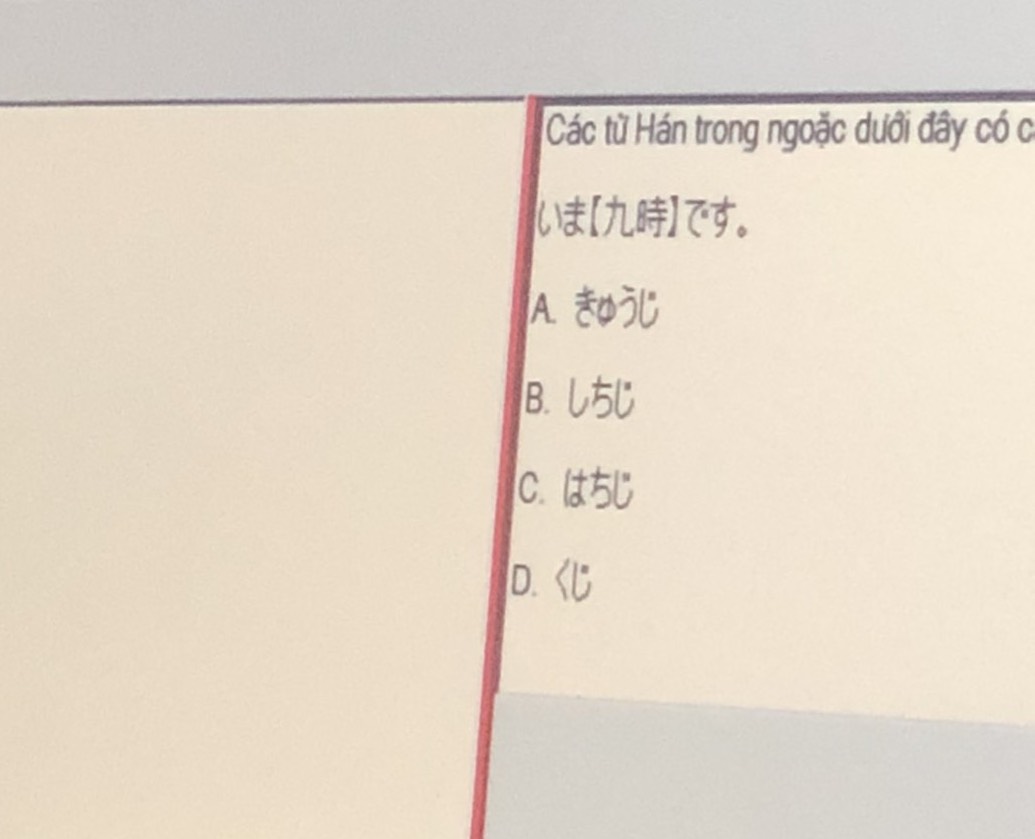 Các từ Hán trong ngoặc dưới đây có
いま【九時】です。
A. きゅうじ
B. しちじ
C. はちじ
D. くじ